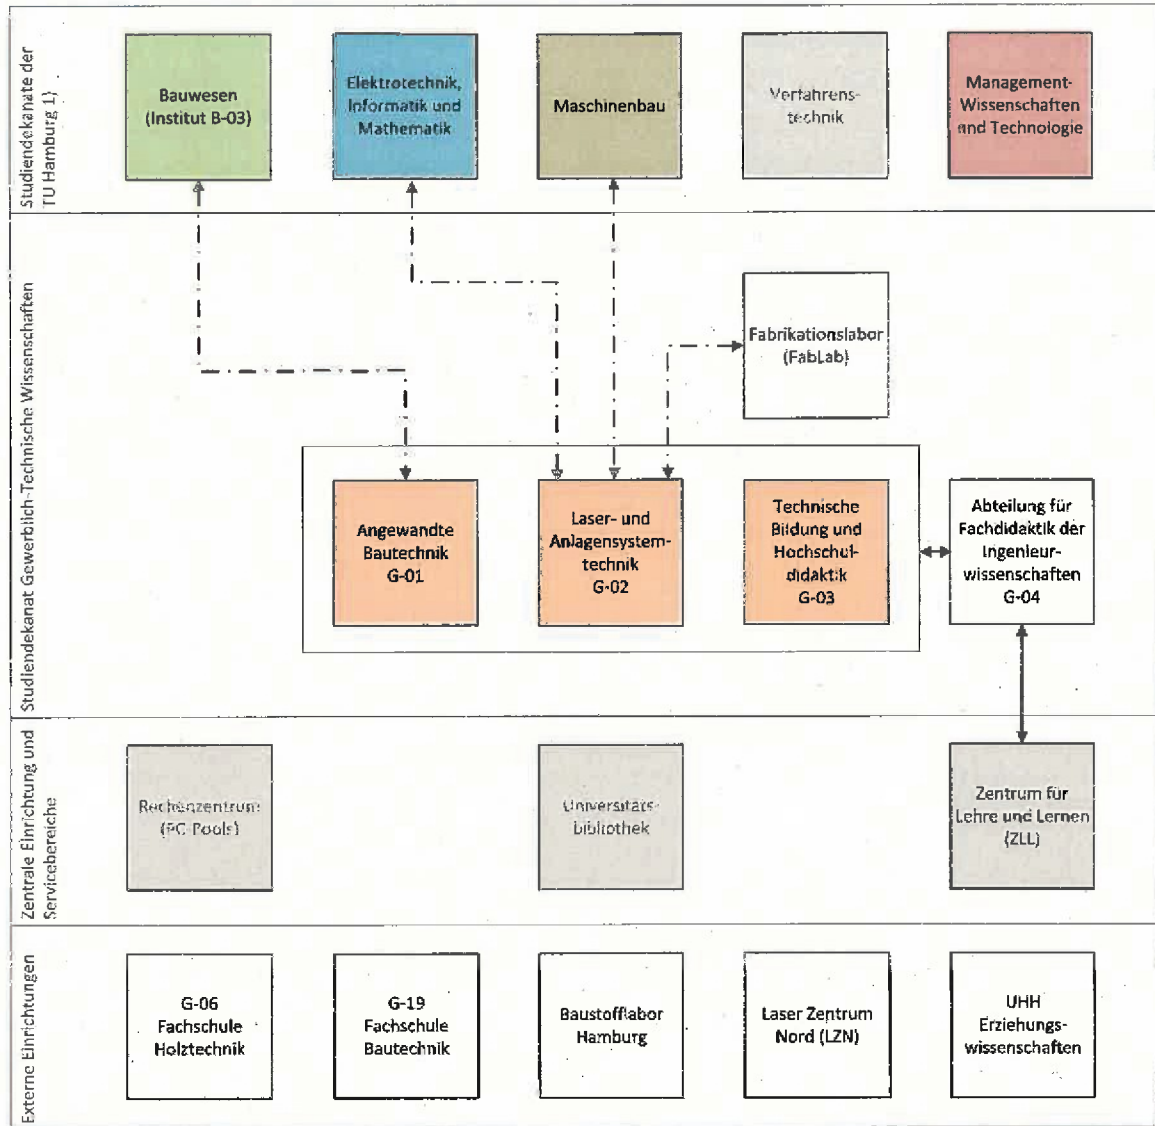 Studiendekanate der
TU Hamburg 1)
Bauwesen
(Institut B-03)
Elektrotechnik,
Informatik und
Mathematik
Maschinenbau
Verfahrens-
technik
Management-
Wissenschaften
and Technologie
Studiendekanat Gewerblich-Technische Wissenschaften
Fabrikationslabor
(FabLab)
Angewandte
Bautechnik
G-01
Laser- und
Anlagensystem-
technik
G-02
Technische
Bildung und
Hochschul-
didaktik
G-03
Abteilung für
Fachdidaktik der
Ingenieur-
wissenschaften
G-04
Zentrale Einrichtung und
Servicebereiche
Rechenzentrum
(PC-Pools)
Universitäts-
bibliothek
Zentrum für
Lehre und Lernen
(ZLL)
Externe Einrichtungen
G-06
Fachschule
Holztechnik
G-19
Fachschule
Bautechnik
Baustofflabor
Hamburg
Laser Zentrum
Nord (LZN)
UHH
Erziehungs-
wissenschaften